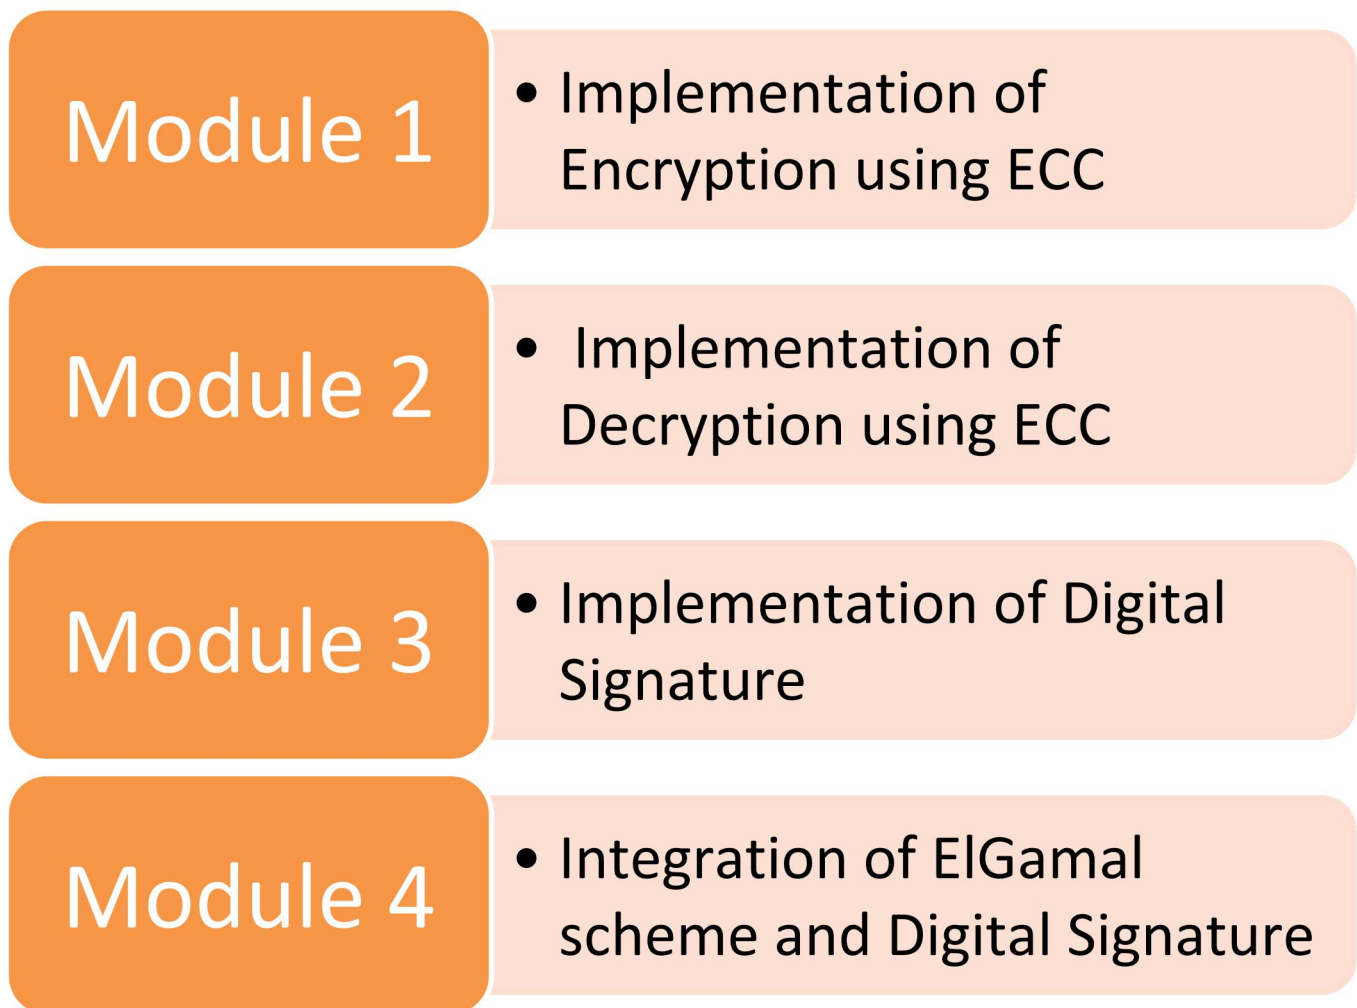 Module 1
• Implementation of
Encryption using ECC
Module 2
• Implementation of
Decryption using ECC
Module 3
• Implementation of Digital
Signature
Module 4
• Integration of ElGamal
scheme and Digital Signature